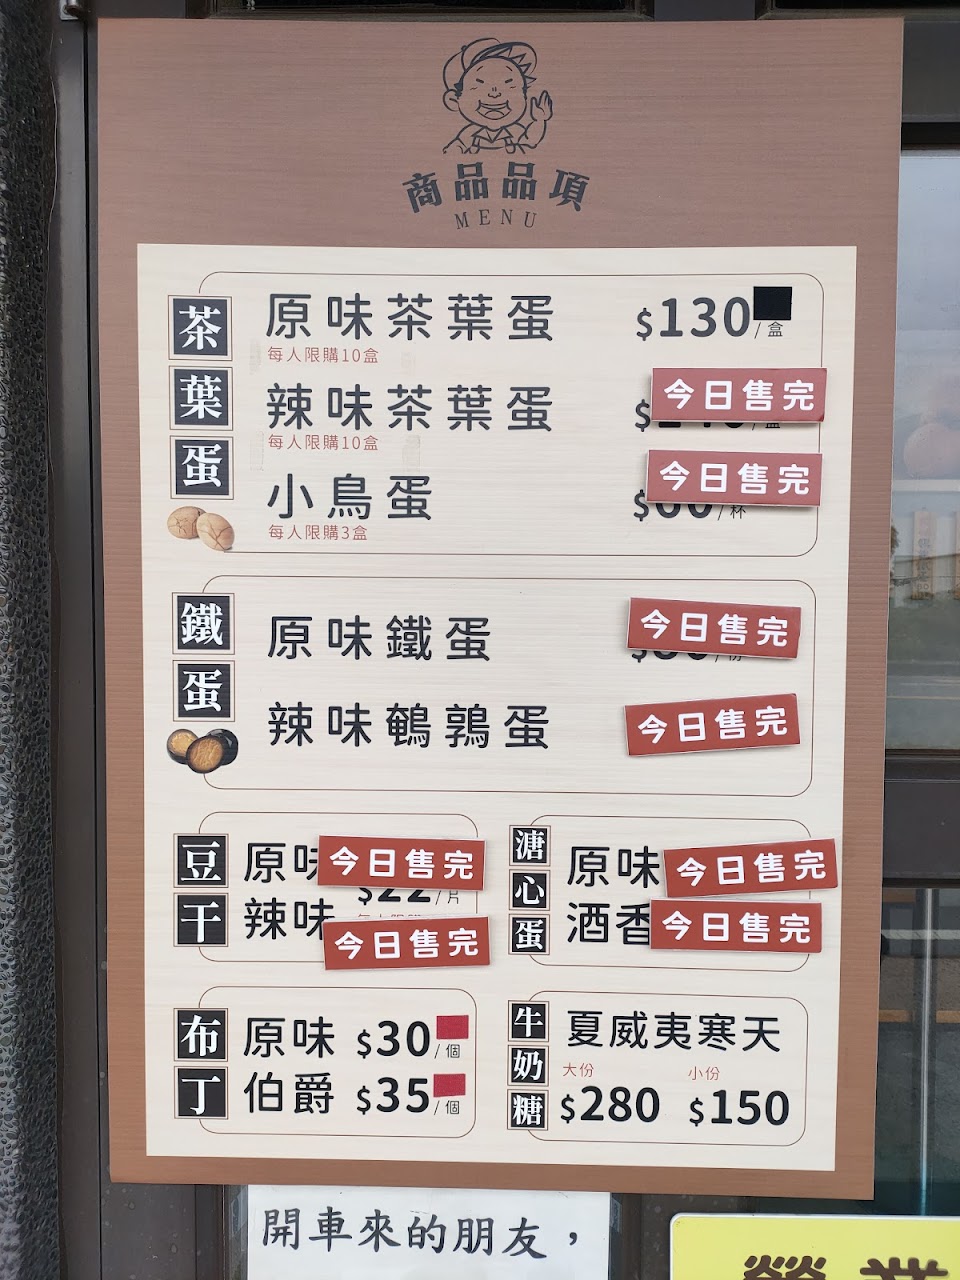 商品品項
MENU
茶葉蛋
原味茶葉蛋 $130/盒
每人限購10盒
辣味茶葉蛋 $ 今日售完
每人限購10盒
小鳥蛋 $ /杯 今日售完
每人限購3盒
鐵蛋
原味鐵蛋 $ 今日售完
辣味鵪鶉蛋 今日售完
豆干
原味 今日售完
$22/片
辣味 今日售完
溏心蛋
原味 今日售完
酒香 今日售完
布丁
原味 $30/個
伯爵 $35/個
牛奶糖
夏威夷寒天
大份 小份
$280 $150
開車來的朋友，